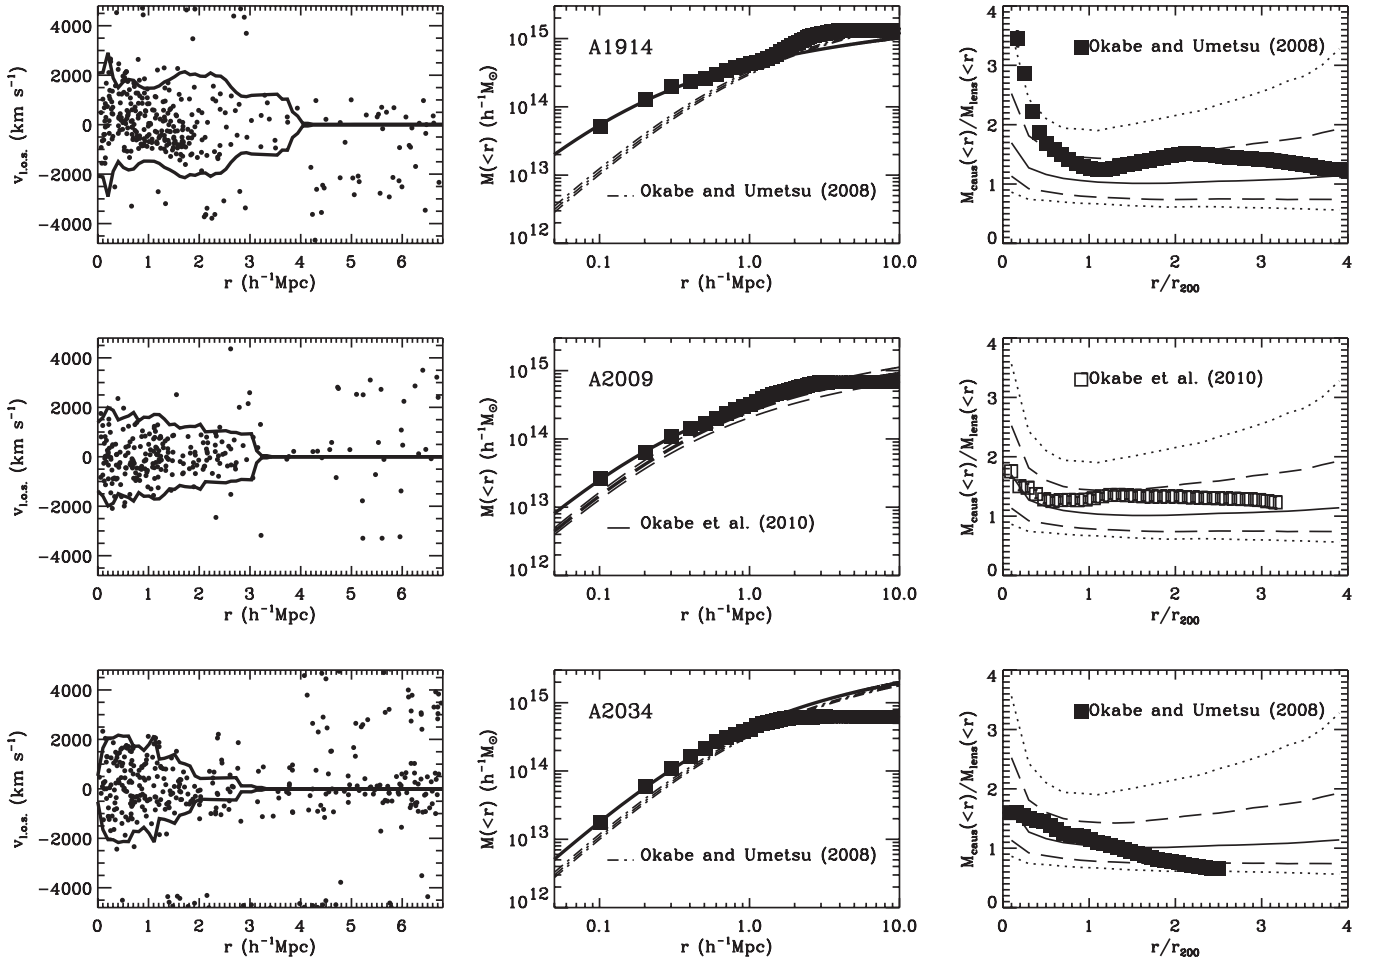 4000
2000
0
−2000
−4000
v_l.o.s. (km s⁻¹)
0 1 2 3 4 5 6
r (h⁻¹Mpc)
A1914
10¹⁵
10¹⁴
10¹³
10¹²
M(<r) (h⁻¹M⊙)
Okabe and Umetsu (2008)
0.1 1.0 10.0
r (h⁻¹Mpc)
4
3
2
1
0
M_caus(<r)/M_lens(<r)
Okabe and Umetsu (2008)
0 1 2 3 4
r/r_200
4000
2000
0
−2000
−4000
v_l.o.s. (km s⁻¹)
0 1 2 3 4 5 6
r (h⁻¹Mpc)
A2009
10¹⁵
10¹⁴
10¹³
10¹²
M(<r) (h⁻¹M⊙)
Okabe et al. (2010)
0.1 1.0 10.0
r (h⁻¹Mpc)
4
3
2
1
0
M_caus(<r)/M_lens(<r)
Okabe et al. (2010)
0 1 2 3 4
r/r_200
4000
2000
0
−2000
−4000
v_l.o.s. (km s⁻¹)
0 1 2 3 4 5 6
r (h⁻¹Mpc)
A2034
10¹⁵
10¹⁴
10¹³
10¹²
M(<r) (h⁻¹M⊙)
Okabe and Umetsu (2008)
0.1 1.0 10.0
r (h⁻¹Mpc)
4
3
2
1
0
M_caus(<r)/M_lens(<r)
Okabe and Umetsu (2008)
0 1 2 3 4
r/r_200